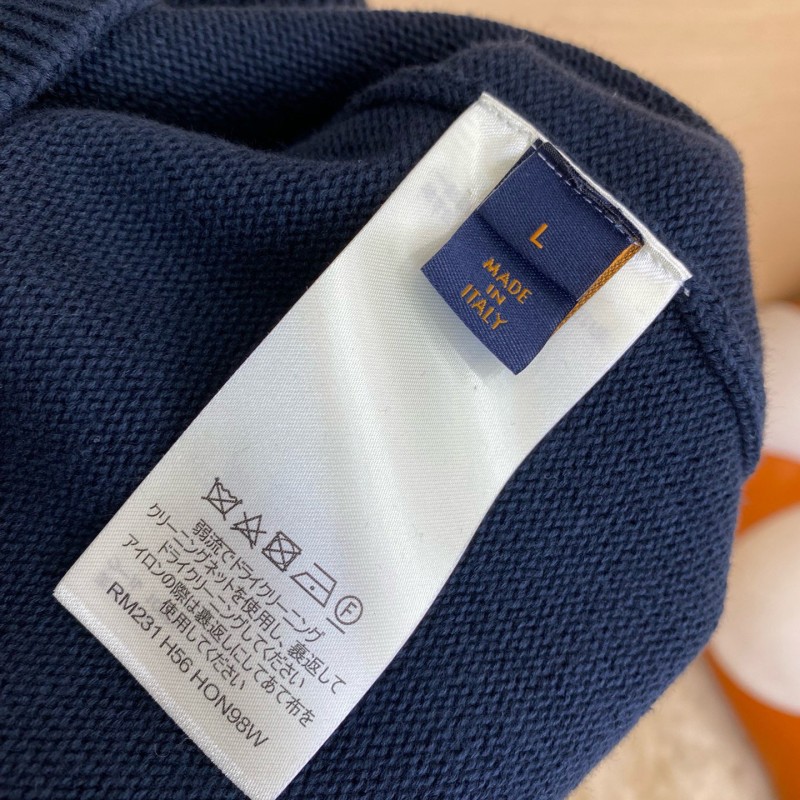 L
MADE
IN
ITALY
F
弱流でドライクリーニング
クリーニングネットを使用し、裏返して
ドライクリーニングしてください
アイロンの際は裏返しにしてあて布を
使用してください
RM231 H56 HON98W